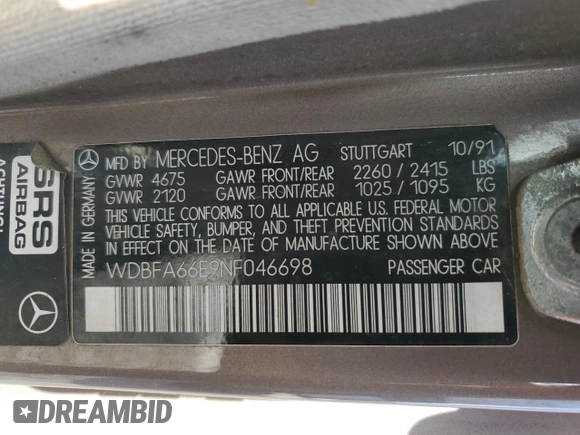 MFD BY MERCEDES-BENZ AG STUTTGART 10/91
GVWR 4675 GAWR FRONT/REAR 2260 / 2415 LBS
GVWR 2120 GAWR FRONT/REAR 1025 / 1095 KG
THIS VEHICLE CONFORMS TO ALL APPLICABLE U.S. FEDERAL MOTOR
VEHICLE SAFETY, BUMPER, AND THEFT PREVENTION STANDARDS
IN EFFECT ON THE DATE OF MANUFACTURE SHOWN ABOVE
WDBFA66E9NF046698 PASSENGER CAR
MADE IN GERMANY
SRS
AIRBAG
ACHTUNG!
DREAMBID